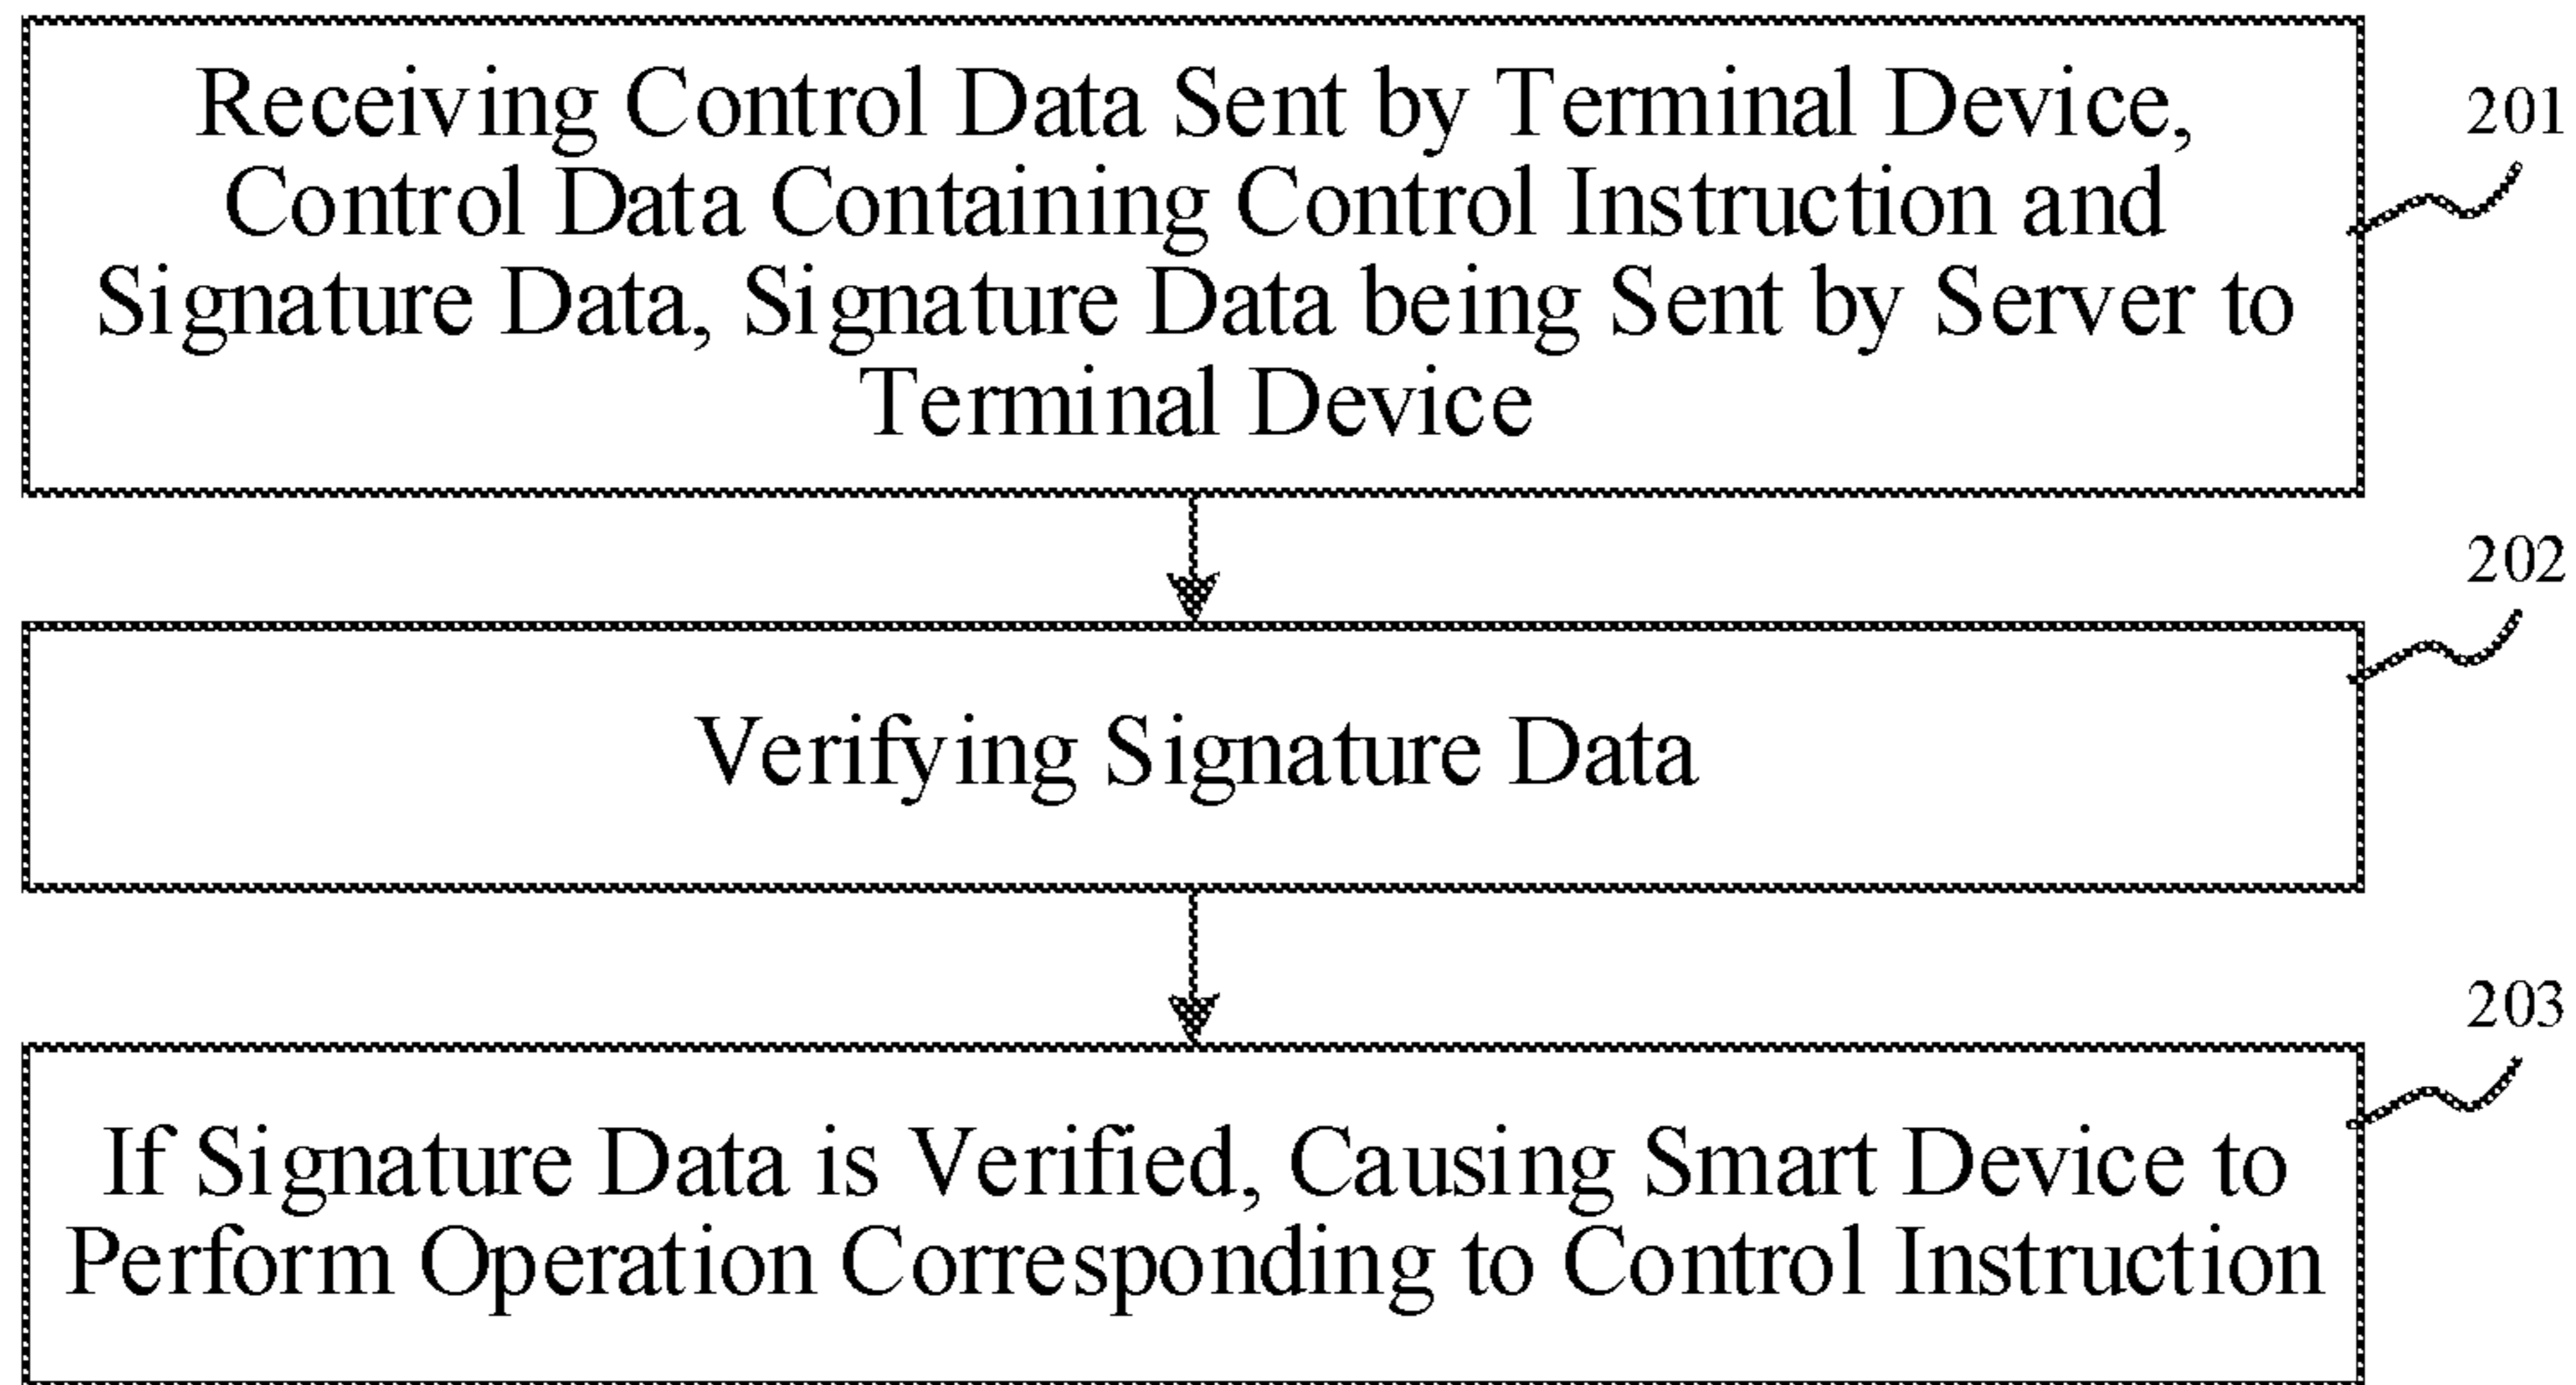 Receiving Control Data Sent by Terminal Device,
Control Data Containing Control Instruction and
Signature Data, Signature Data being Sent by Server to
Terminal Device
201
Verifying Signature Data
202
If Signature Data is Verified, Causing Smart Device to
Perform Operation Corresponding to Control Instruction
203